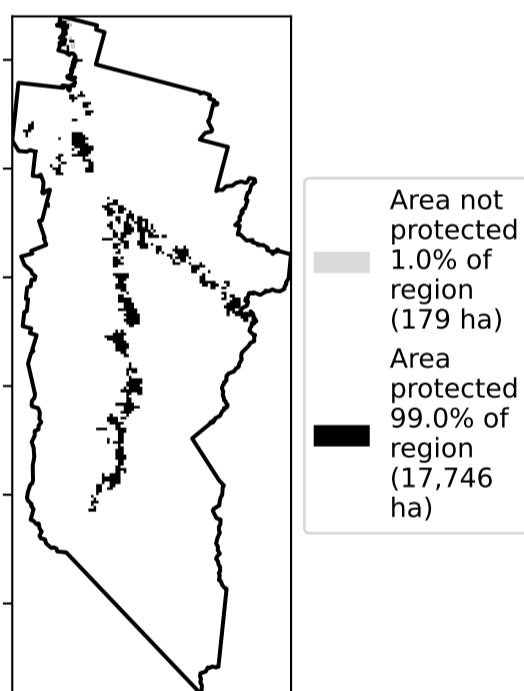 Area not
protected
1.0% of
region
(179 ha)
Area
protected
99.0% of
region
(17,746
ha)